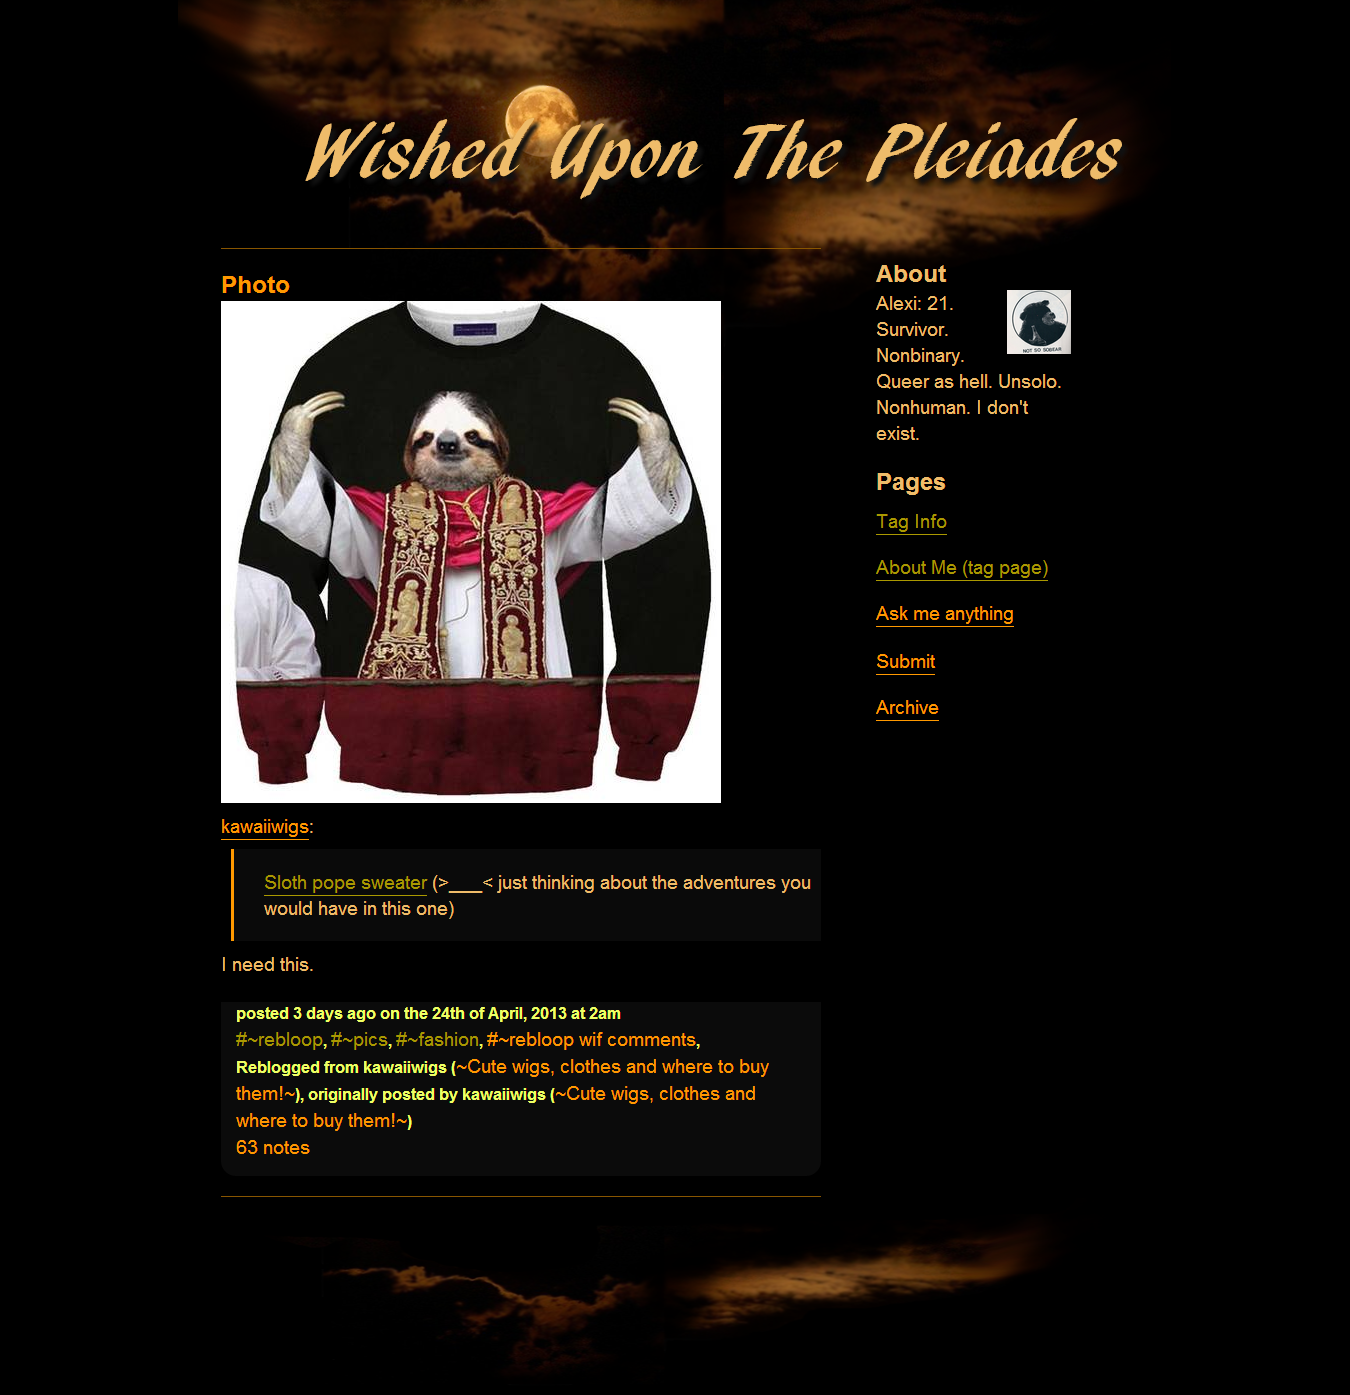 Wished Upon The Pleiades
Photo
kawaiiwigs:
Sloth pope sweater (>___< just thinking about the adventures you
would have in this one)
I need this.
posted 3 days ago on the 24th of April, 2013 at 2am
#~rebloop, #~pics, #~fashion, #~rebloop wif comments,
Reblogged from kawaiiwigs (~Cute wigs, clothes and where to buy
them!~), originally posted by kawaiiwigs (~Cute wigs, clothes and
where to buy them!~)
63 notes
About
Alexi: 21.
Survivor.
Nonbinary.
Queer as hell. Unsolo.
Nonhuman. I don't
exist.
NOT SO SOBEAR
Pages
Tag Info
About Me (tag page)
Ask me anything
Submit
Archive